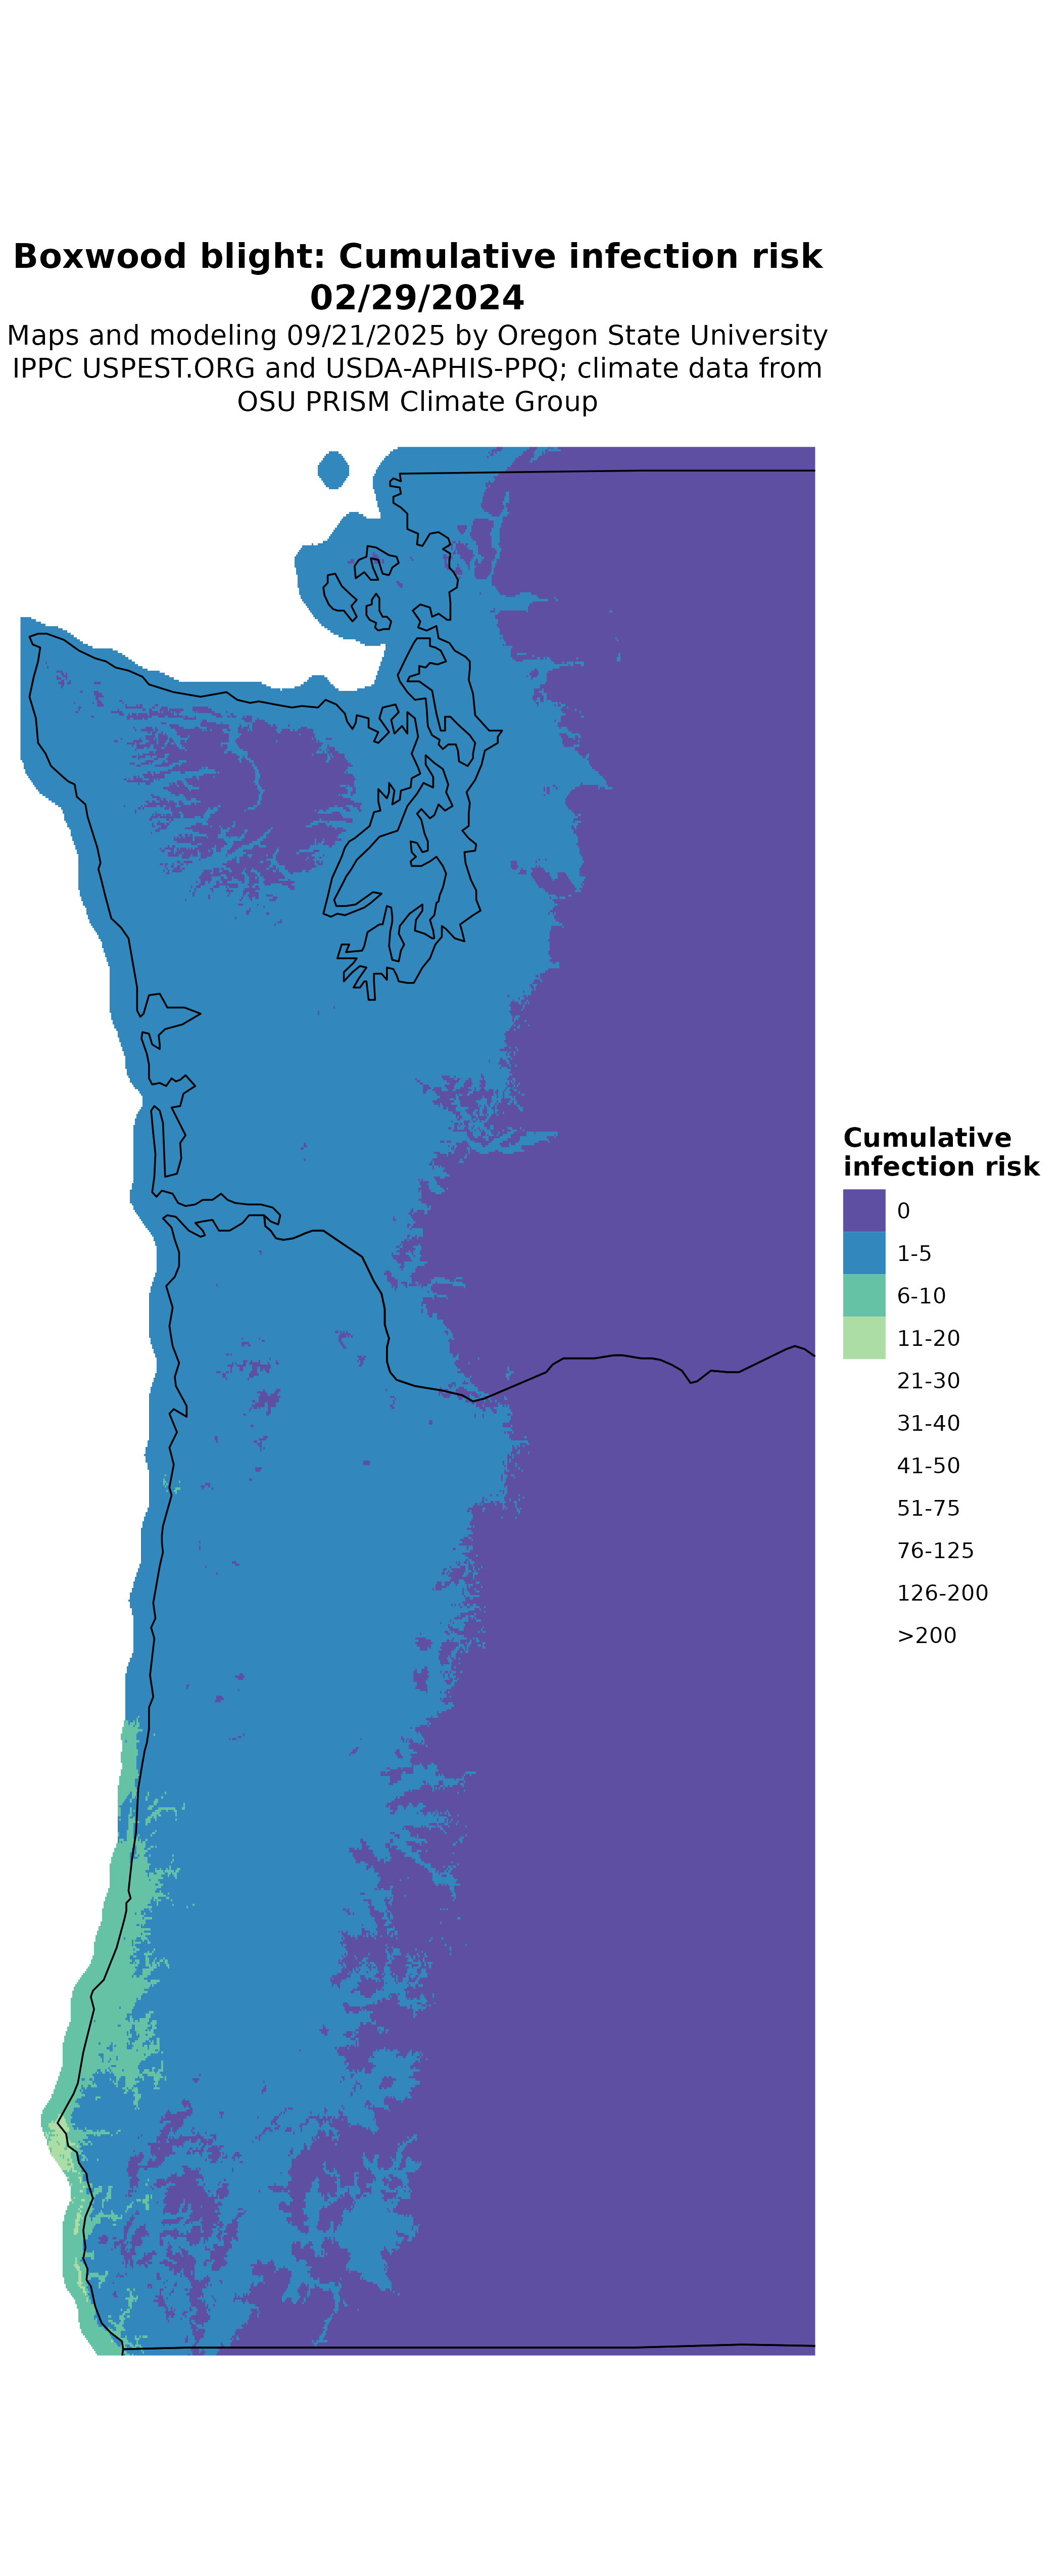 Boxwood blight: Cumulative infection risk
02/29/2024
Maps and modeling 09/21/2025 by Oregon State University
IPPC USPEST.ORG and USDA-APHIS-PPQ; climate data from
OSU PRISM Climate Group
Cumulative
infection risk
0
1-5
6-10
11-20
21-30
31-40
41-50
51-75
76-125
126-200
>200